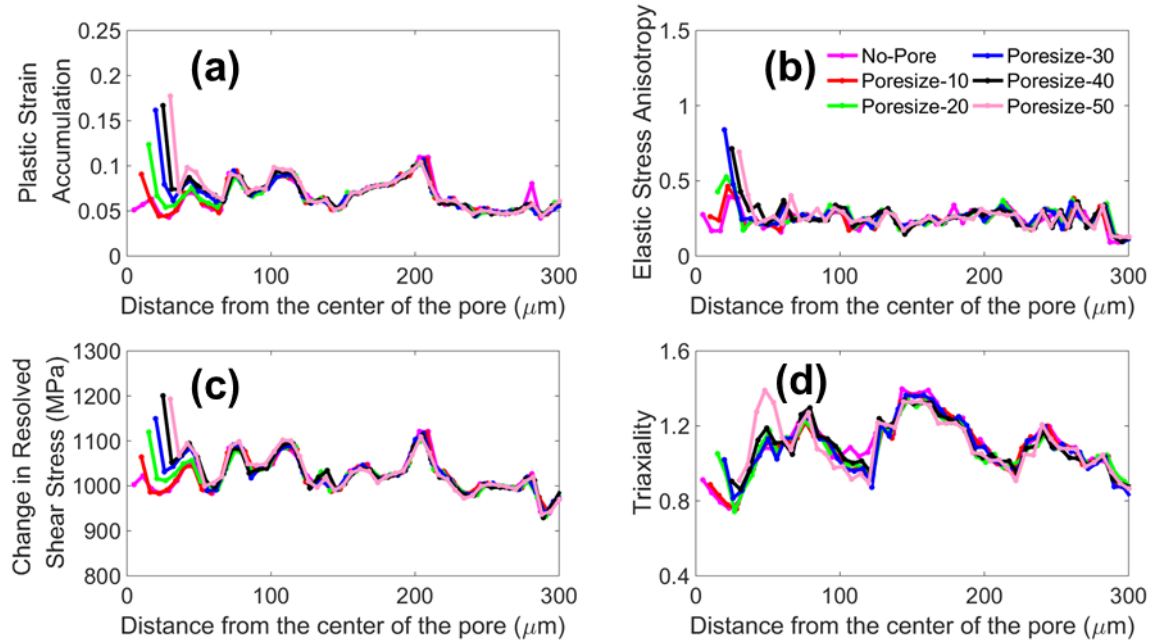 0.25
0.2
0.15
0.1
0.05
0
Plastic Strain
Accumulation
(a)
0 100 200 300
Distance from the center of the pore (μm)
1.5
1
0.5
0
Elastic Stress Anisotropy
(b)
No-Pore
Poresize-10
Poresize-20
Poresize-30
Poresize-40
Poresize-50
0 100 200 300
Distance from the center of the pore (μm)
1300
1200
1100
1000
900
800
Change in Resolved
Shear Stress (MPa)
(c)
0 100 200 300
Distance from the center of the pore (μm)
1.6
1.2
0.8
0.4
Triaxiality
(d)
0 100 200 300
Distance from the center of the pore (μm)